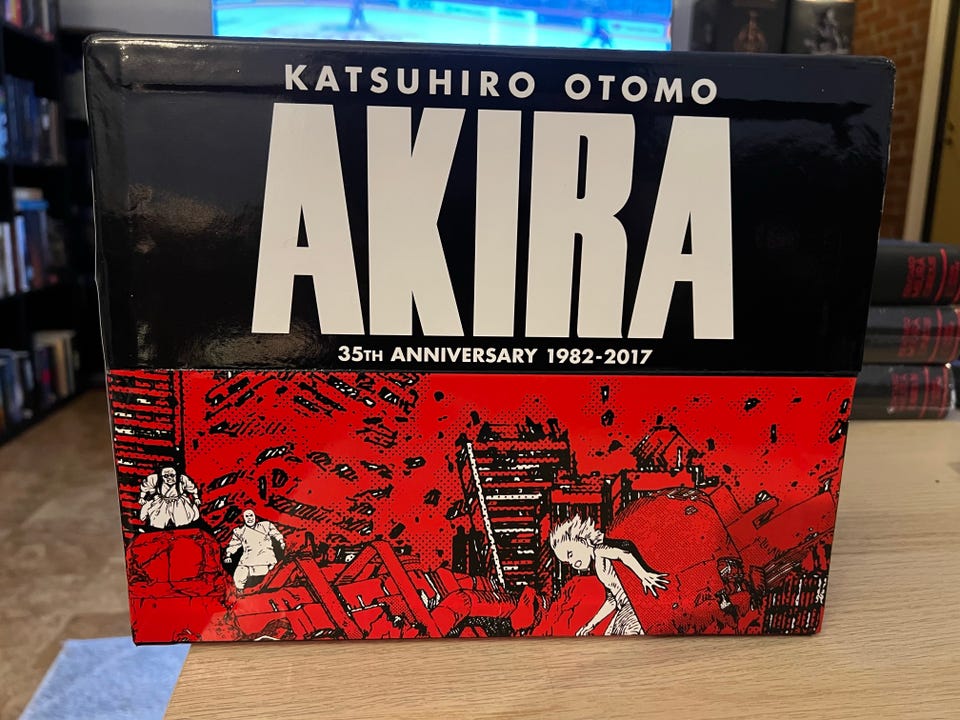 KATSUHIRO OTOMO
AKIRA
35TH ANNIVERSARY 1982-2017